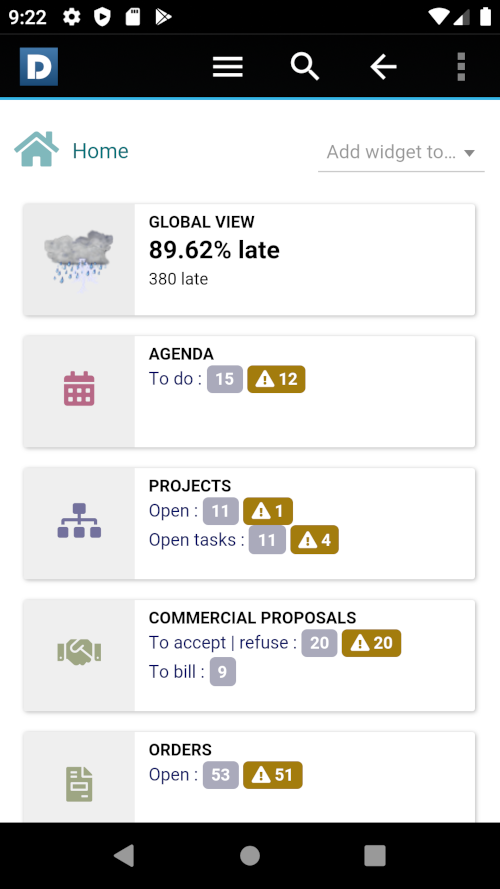 9:22
D
Home
Add widget to...
GLOBAL VIEW
89.62% late
380 late
AGENDA
To do : 15 12
PROJECTS
Open : 11 1
Open tasks : 11 4
COMMERCIAL PROPOSALS
To accept | refuse : 20 20
To bill : 9
ORDERS
Open : 53 51